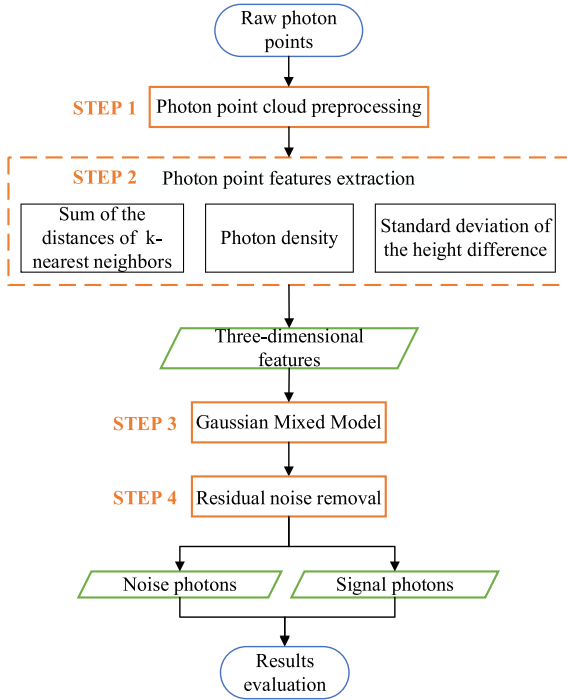 Raw photon
points
STEP 1
Photon point cloud preprocessing
STEP 2
Photon point features extraction
Sum of the
distances of k-
nearest neighbors
Photon density
Standard deviation of
the height difference
Three-dimensional
features
STEP 3
Gaussian Mixed Model
STEP 4
Residual noise removal
Noise photons
Signal photons
Results
evaluation